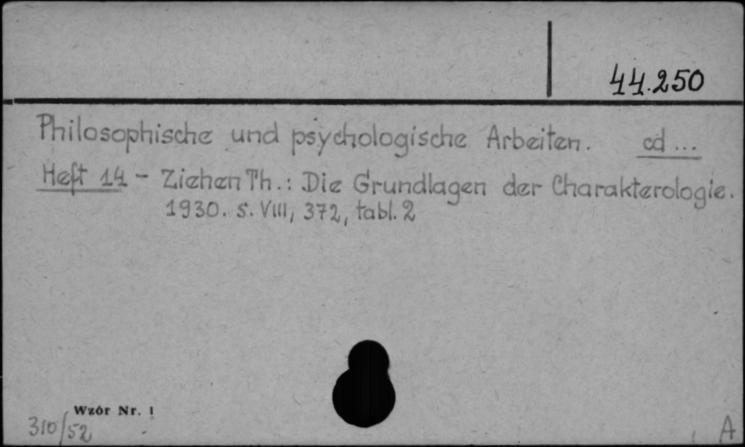 44.250
Philosophische und psychologische Arbeiten. cd ...
Heft 14 - Ziehen Th.: Die Grundlagen der Charakterologie.
1930. s. VIII, 372, tabl. 2
Wzór Nr. 1
310/52
A